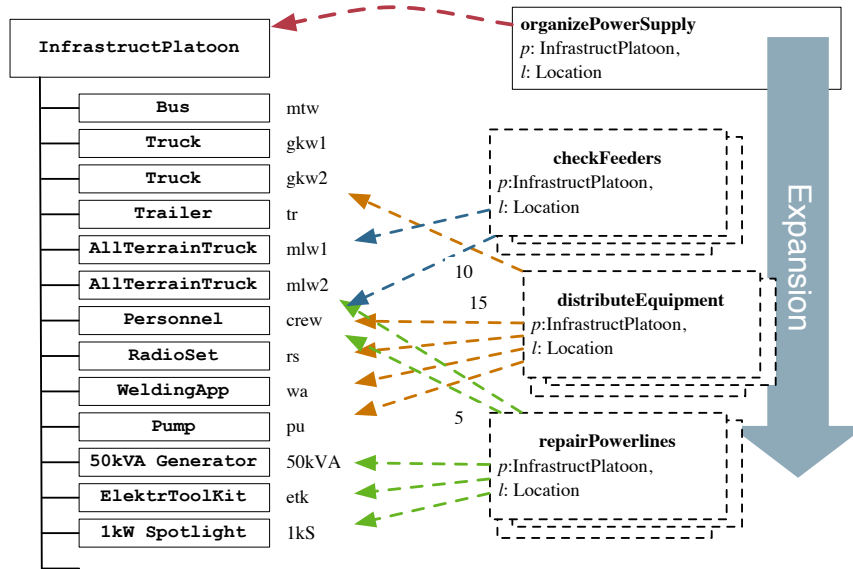 InfrastructPlatoon
organizePowerSupply
p: InfrastructPlatoon,
l: Location
Bus mtw
Truck gkw1
Truck gkw2
Trailer tr
AllTerrainTruck mlw1
AllTerrainTruck mlw2
Personnel crew
RadioSet rs
WeldingApp wa
Pump pu
50kVA Generator 50kVA
ElektrToolKit etk
1kW Spotlight 1kS
checkFeeders
p:InfrastructPlatoon,
l: Location
10
15
distributeEquipment
p:InfrastructPlatoon,
l: Location
5
repairPowerlines
p:InfrastructPlatoon,
l: Location
Expansion